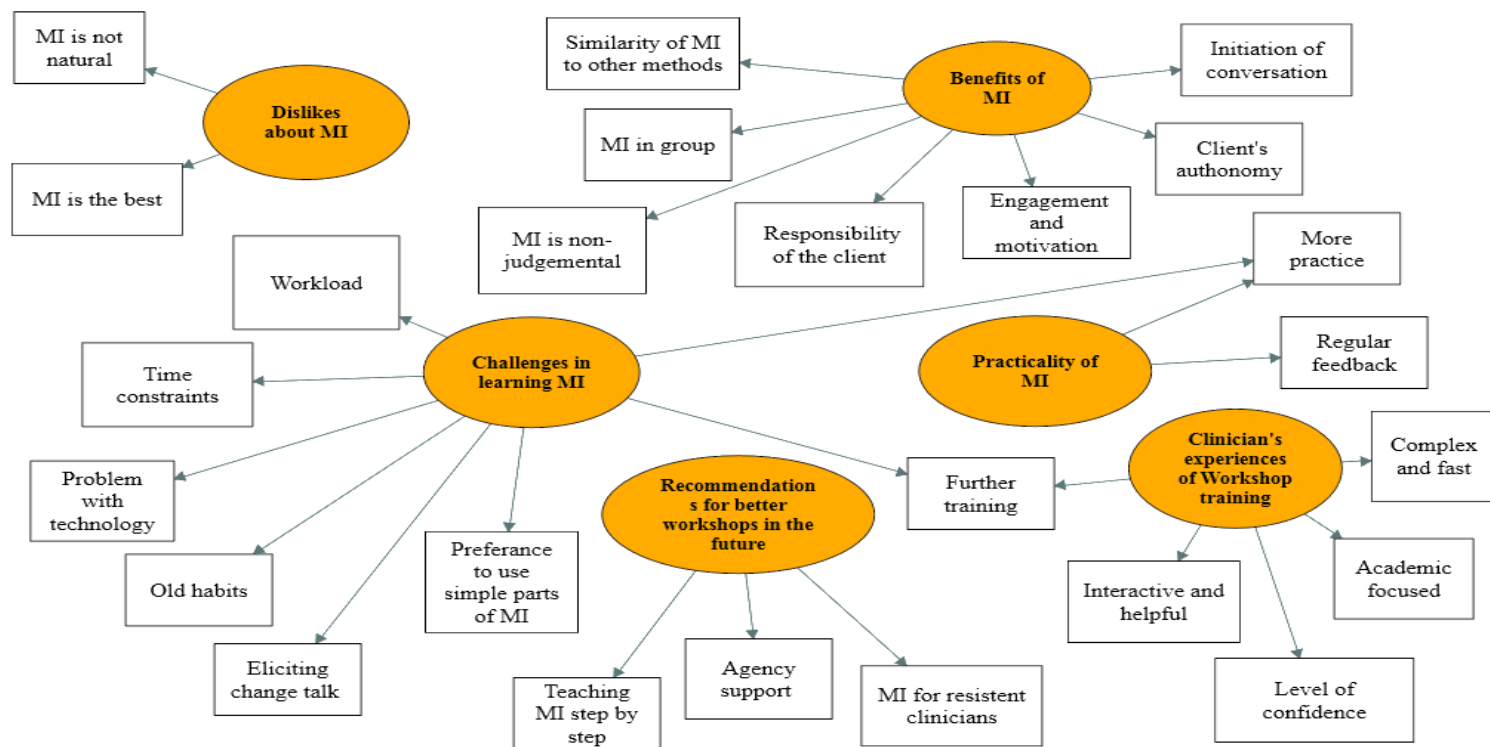 MI is not
natural
Dislikes
about MI
MI is the best
Similarity of MI
to other methods
Benefits of
MI
Initiation of
conversation
MI in group
Client's
authonomy
MI is non-
judgemental
Responsibility
of the client
Engagement
and
motivation
More
practice
Workload
Challenges in
learning MI
Practicality of
MI
Regular
feedback
Time
constraints
Problem
with
technology
Old habits
Eliciting
change talk
Preferance
to use
simple parts
of MI
Recommendation
s for better
workshops in the
future
Further
training
Clinician's
experiences
of Workshop
training
Complex
and fast
Interactive and
helpful
Academic
focused
Level of
confidence
Teaching
MI step by
step
Agency
support
MI for resistent
clinicians